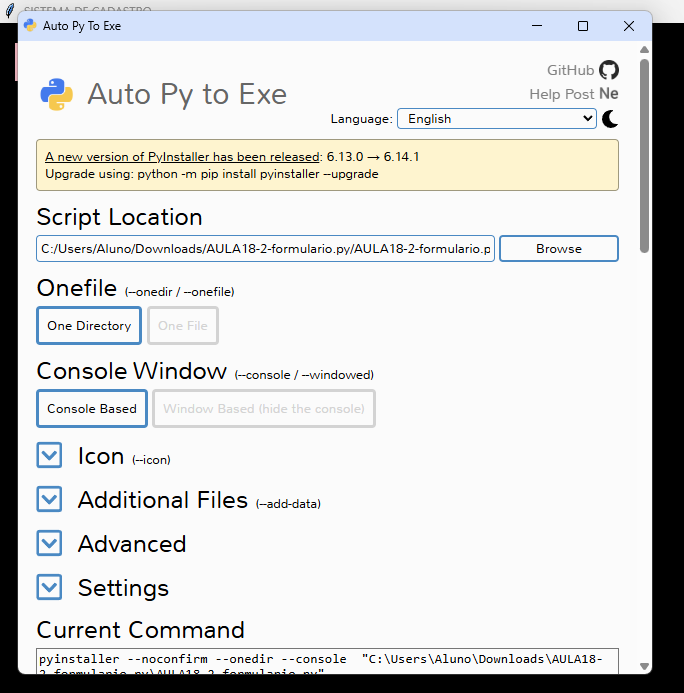 SISTEMA DE CADASTRO
Auto Py To Exe
GitHub
Help Post Ne
Auto Py to Exe
Language: English
A new version of PyInstaller has been released: 6.13.0 → 6.14.1
Upgrade using: python -m pip install pyinstaller --upgrade
Script Location
C:/Users/Aluno/Downloads/AULA18-2-formulario.py/AULA18-2-formulario.p Browse
Onefile (--onedir / --onefile)
One Directory One File
Console Window (--console / --windowed)
Console Based Window Based (hide the console)
Icon (--icon)
Additional Files (--add-data)
Advanced
Settings
Current Command
pyinstaller --noconfirm --onedir --console "C:\Users\Aluno\Downloads\AULA18-
2-formulario.py\AULA18-2-formulario.py"